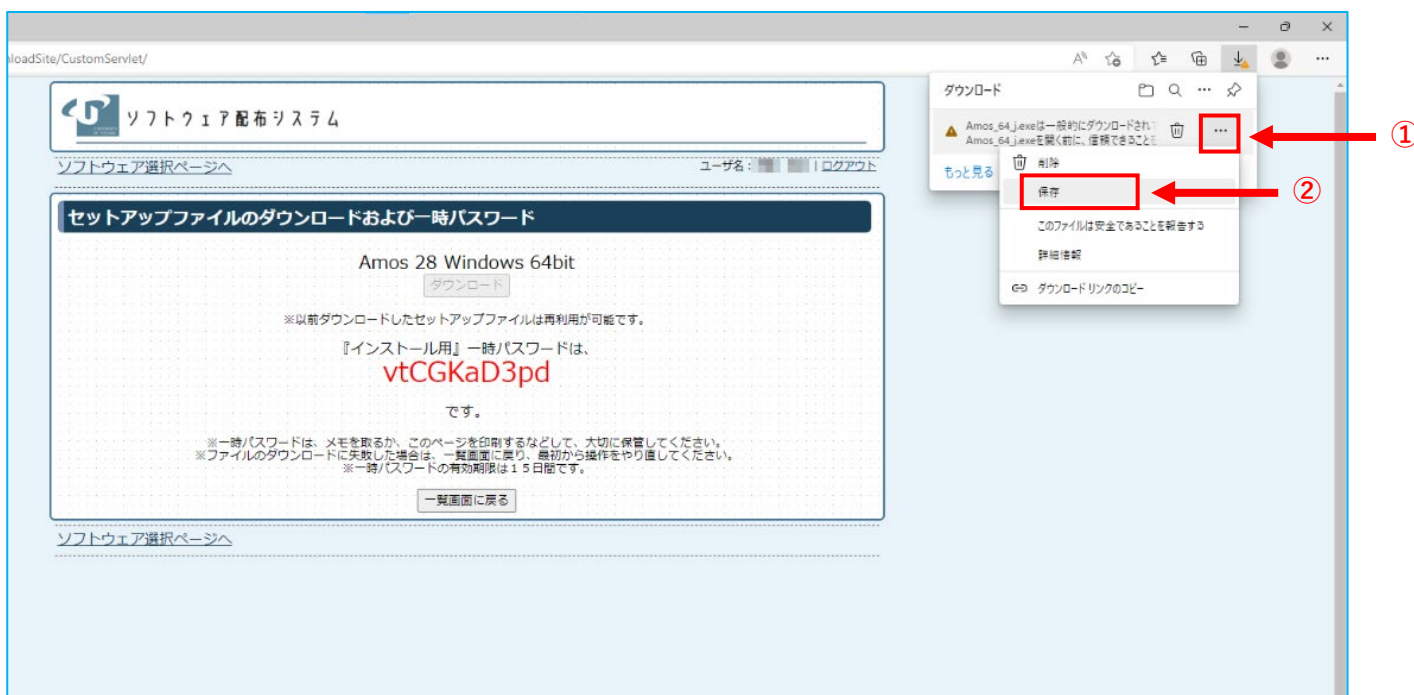 loadSite/CustomServlet/
ソフトウェア配布システム
ソフトウェア選択ページへ
ユーザ名： | ログアウト
セットアップファイルのダウンロードおよび一時パスワード
Amos 28 Windows 64bit
ダウンロード
※以前ダウンロードしたセットアップファイルは再利用が可能です。
『インストール用』一時パスワードは、
vtCGKaD3pd
です。
※一時パスワードは、メモを取るか、このページを印刷するなどして、大切に保管してください。
※ファイルのダウンロードに失敗した場合は、一覧画面に戻り、最初から操作をやり直してください。
※一時パスワードの有効期限は１５日間です。
一覧画面に戻る
ソフトウェア選択ページへ
ダウンロード
Amos_64_j.exeは一般的にダウンロードされて
Amos_64_j.exeを開く前に、信頼できることを
もっと見る
削除
保存
このファイルは安全であることを報告する
詳細情報
ダウンロード リンクのコピー
①
②